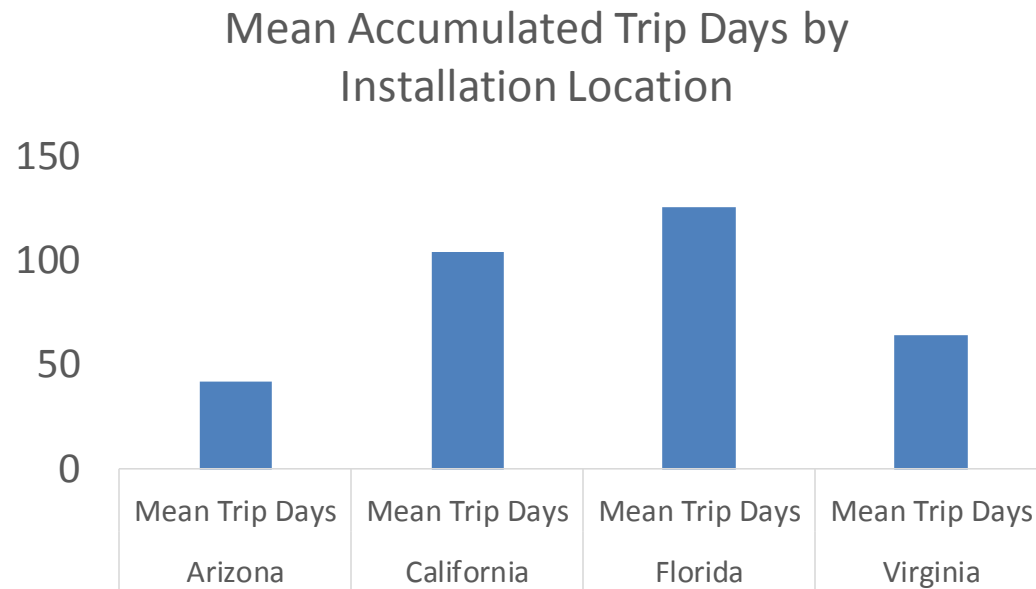 Mean Accumulated Trip Days by
Installation Location
150
100
50
0
Mean Trip Days Mean Trip Days Mean Trip Days Mean Trip Days
Arizona California Florida Virginia